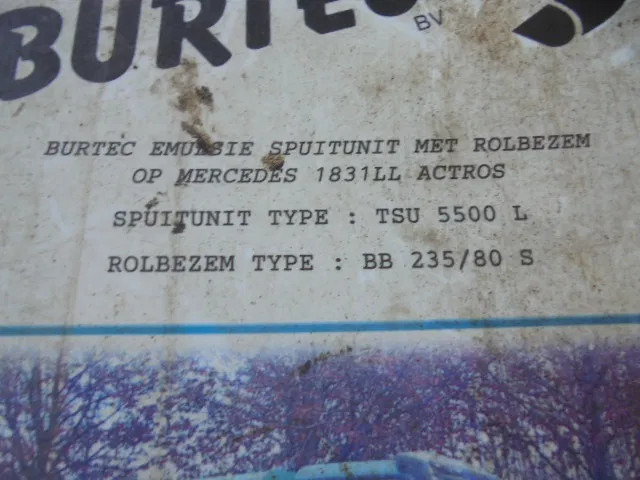 BURTEC
BV
BURTEC EMULSIE SPUITUNIT MET ROLBEZEM
OP MERCEDES 1831LL ACTROS
SPUITUNIT TYPE : TSU 5500 L
ROLBEZEM TYPE : BB 235/80 S